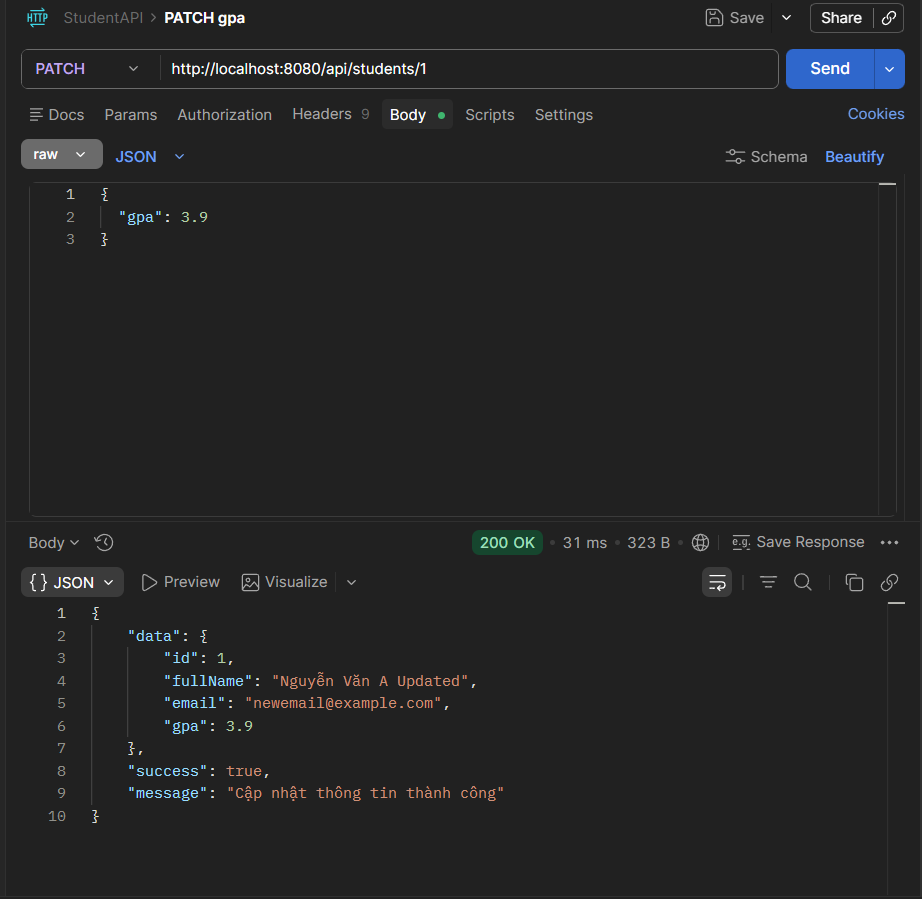 HTTP StudentAPI > PATCH gpa Save Share
PATCH http://localhost:8080/api/students/1 Send
Docs Params Authorization Headers 9 Body Scripts Settings Cookies
raw JSON Schema Beautify
1 {
2 "gpa": 3.9
3 }
Body 200 OK • 31 ms • 323 B • e.g. Save Response
{} JSON Preview Visualize
1 {
2 "data": {
3 "id": 1,
4 "fullName": "Nguyễn Văn A Updated",
5 "email": "newemail@example.com",
6 "gpa": 3.9
7 },
8 "success": true,
9 "message": "Cập nhật thông tin thành công"
10 }